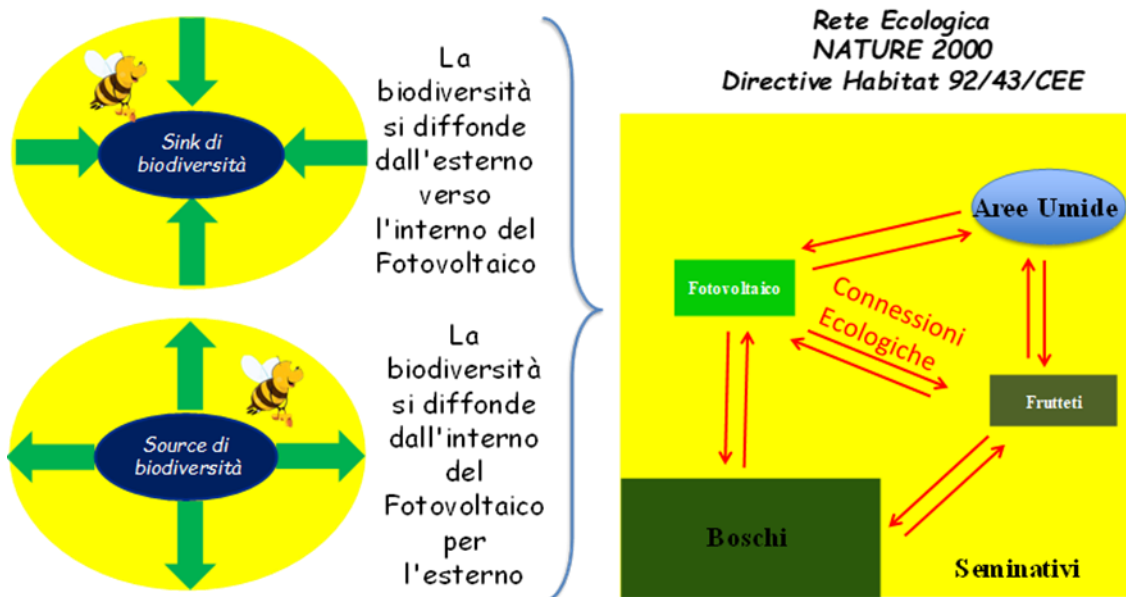 Sink di
biodiversità
La
biodiversità
si diffonde
dall'esterno
verso
l'interno del
Fotovoltaico
Source di
biodiversità
La
biodiversità
si diffonde
dall'interno
del
Fotovoltaico
per
l'esterno
Rete Ecologica
NATURE 2000
Directive Habitat 92/43/CEE
Aree Umide
Fotovoltaico
Connessioni
Ecologiche
Frutteti
Boschi
Seminativi